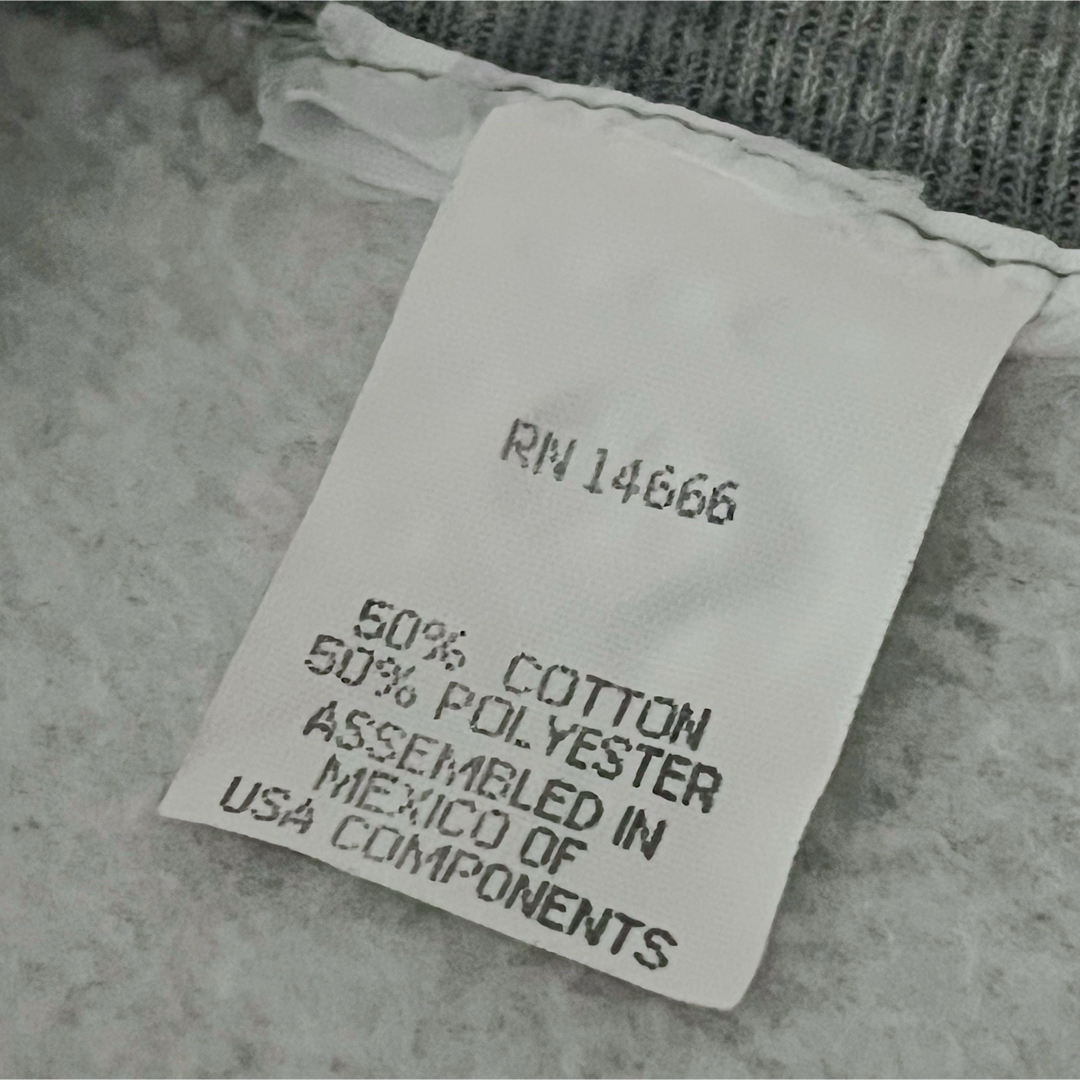 RN 14666
50% COTTON
50% POLYESTER
ASSEMBLED IN
MEXICO OF
USA COMPONENTS